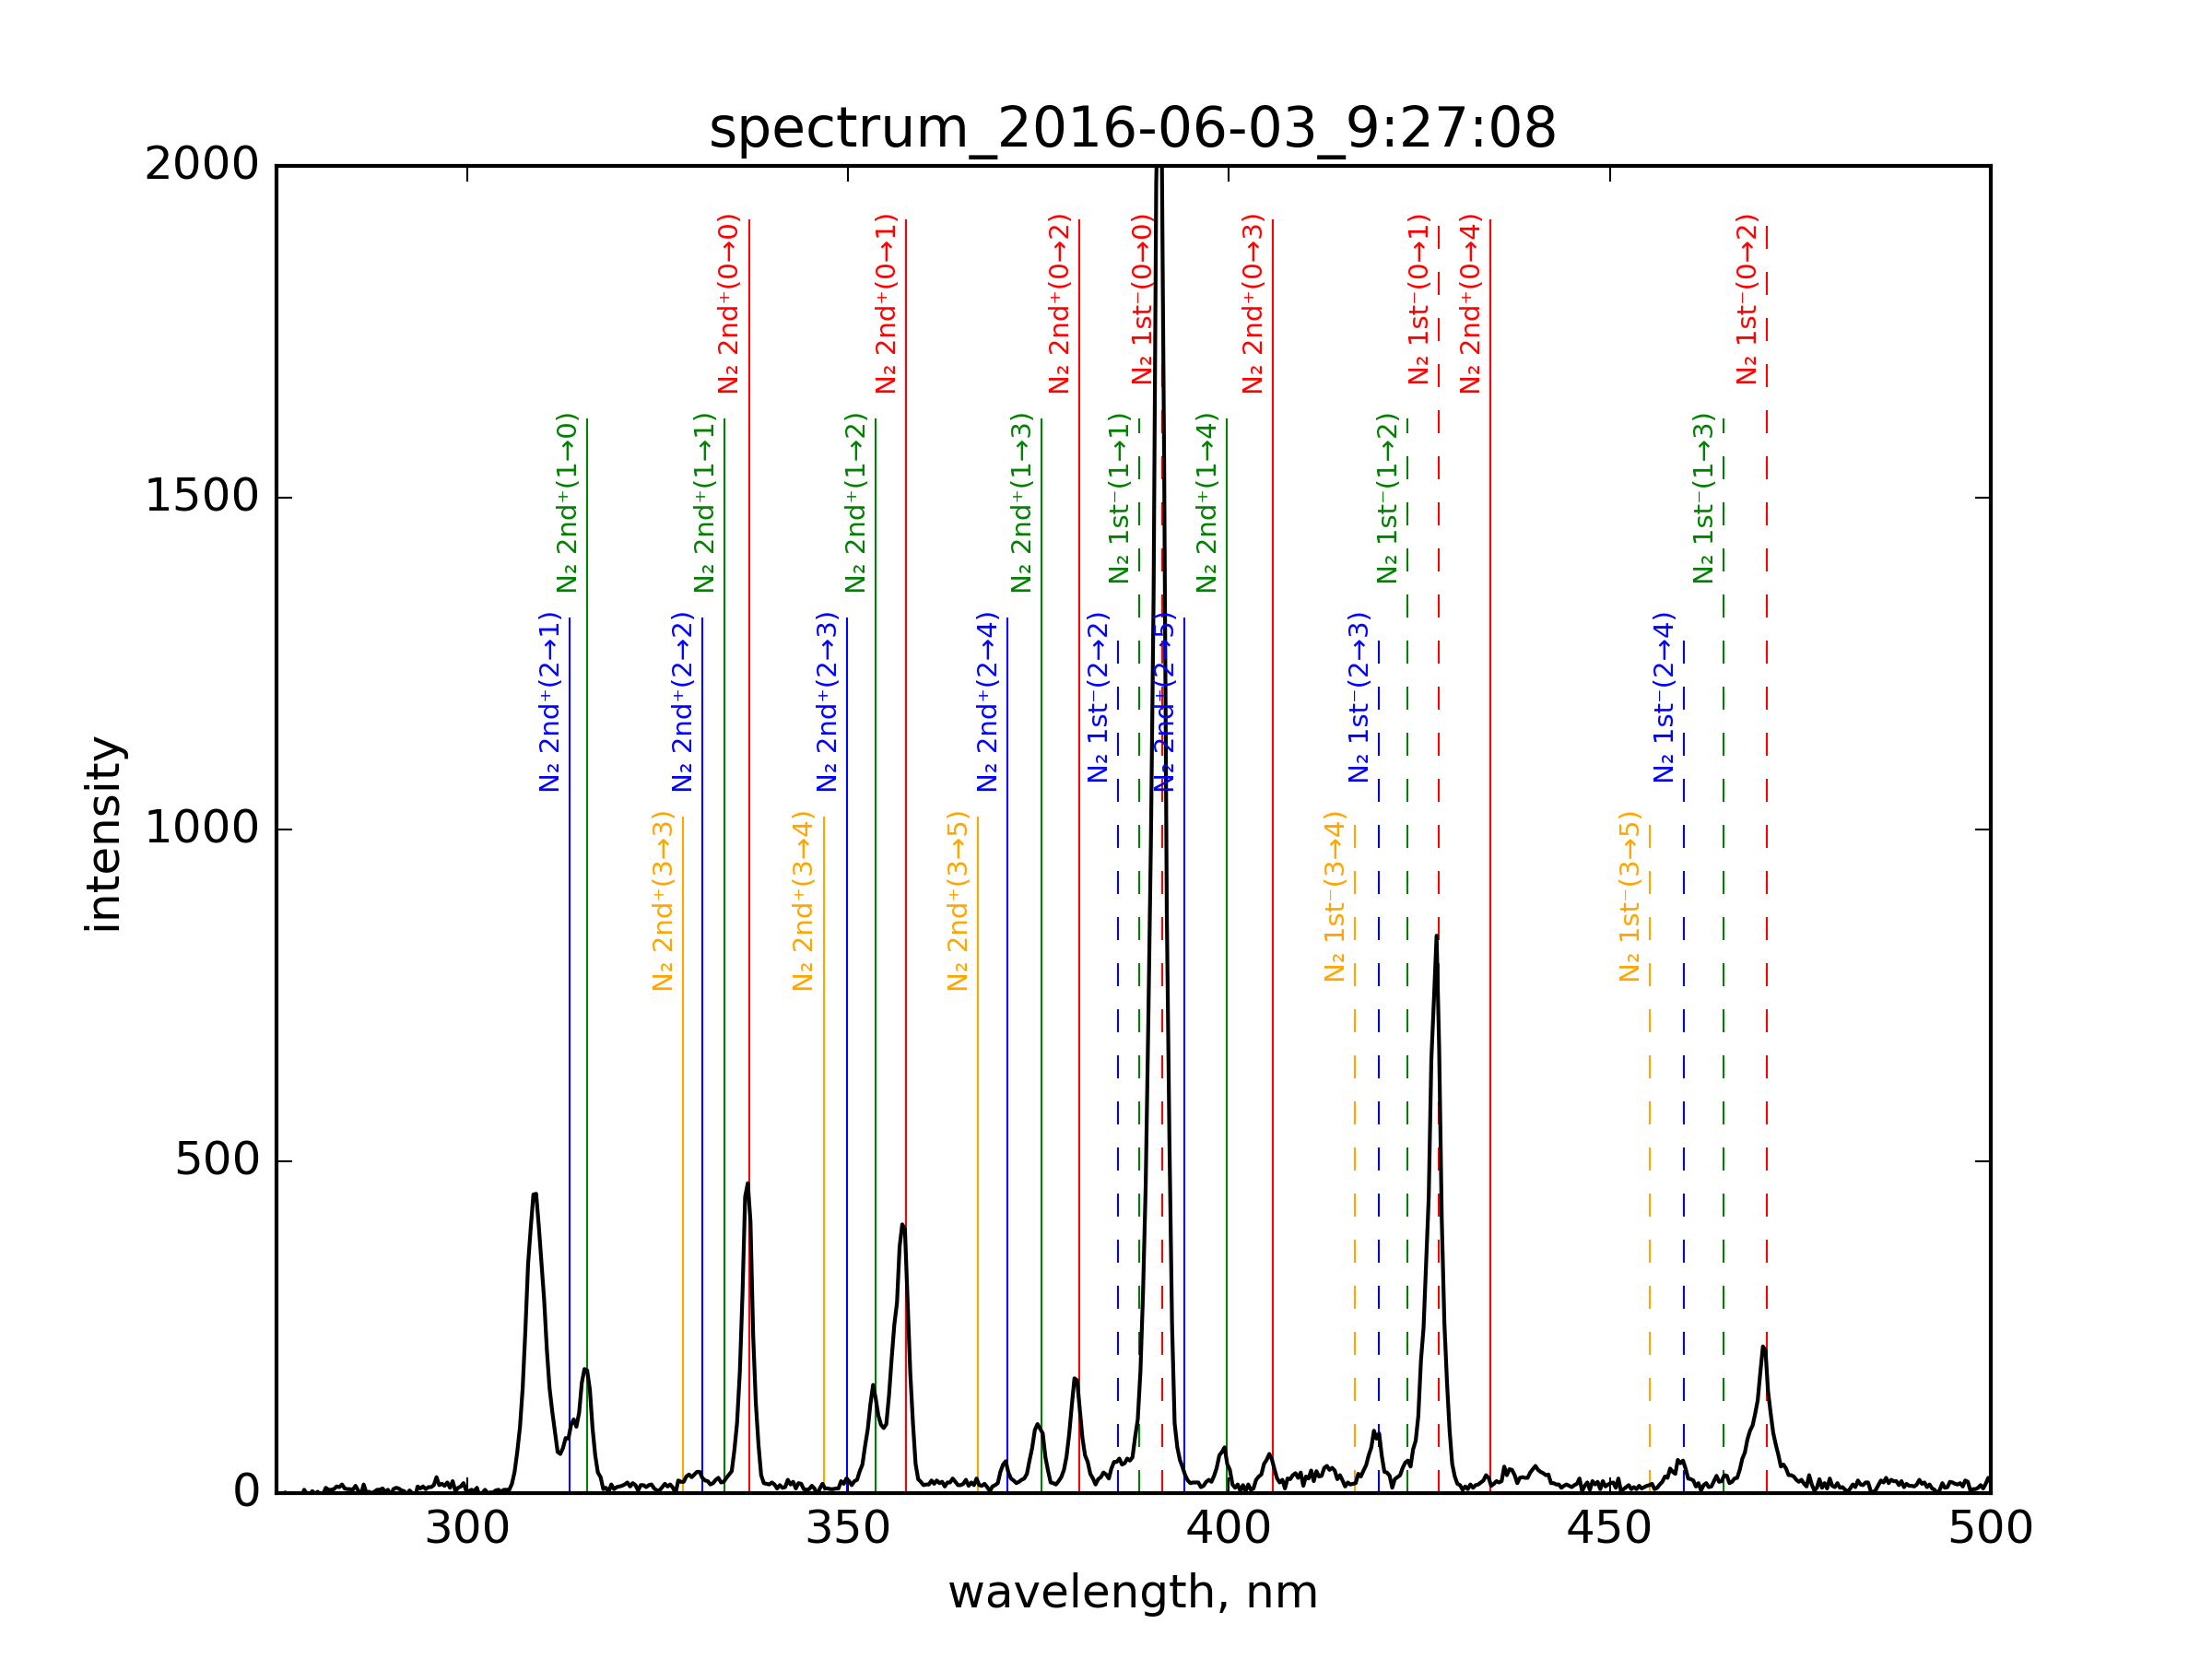 spectrum_2016-06-03_9:27:08
2000
1500
1000
500
0
intensity
N₂ 2nd⁺(0→0)
N₂ 2nd⁺(0→1)
N₂ 2nd⁺(0→2)
N₂ 1st⁻(0→0)
N₂ 2nd⁺(0→3)
N₂ 1st⁻(0→1)
N₂ 2nd⁺(0→4)
N₂ 1st⁻(0→2)
N₂ 2nd⁺(1→0)
N₂ 2nd⁺(1→1)
N₂ 2nd⁺(1→2)
N₂ 2nd⁺(1→3)
N₂ 1st⁻(1→1)
N₂ 2nd⁺(1→4)
N₂ 1st⁻(1→2)
N₂ 1st⁻(1→3)
N₂ 2nd⁺(2→1)
N₂ 2nd⁺(2→2)
N₂ 2nd⁺(2→3)
N₂ 2nd⁺(2→4)
N₂ 1st⁻(2→2)
N₂ 2nd⁺(2→5)
N₂ 1st⁻(2→3)
N₂ 1st⁻(2→4)
N₂ 2nd⁺(3→3)
N₂ 2nd⁺(3→4)
N₂ 2nd⁺(3→5)
N₂ 1st⁻(3→4)
N₂ 1st⁻(3→5)
300 350 400 450 500
wavelength, nm